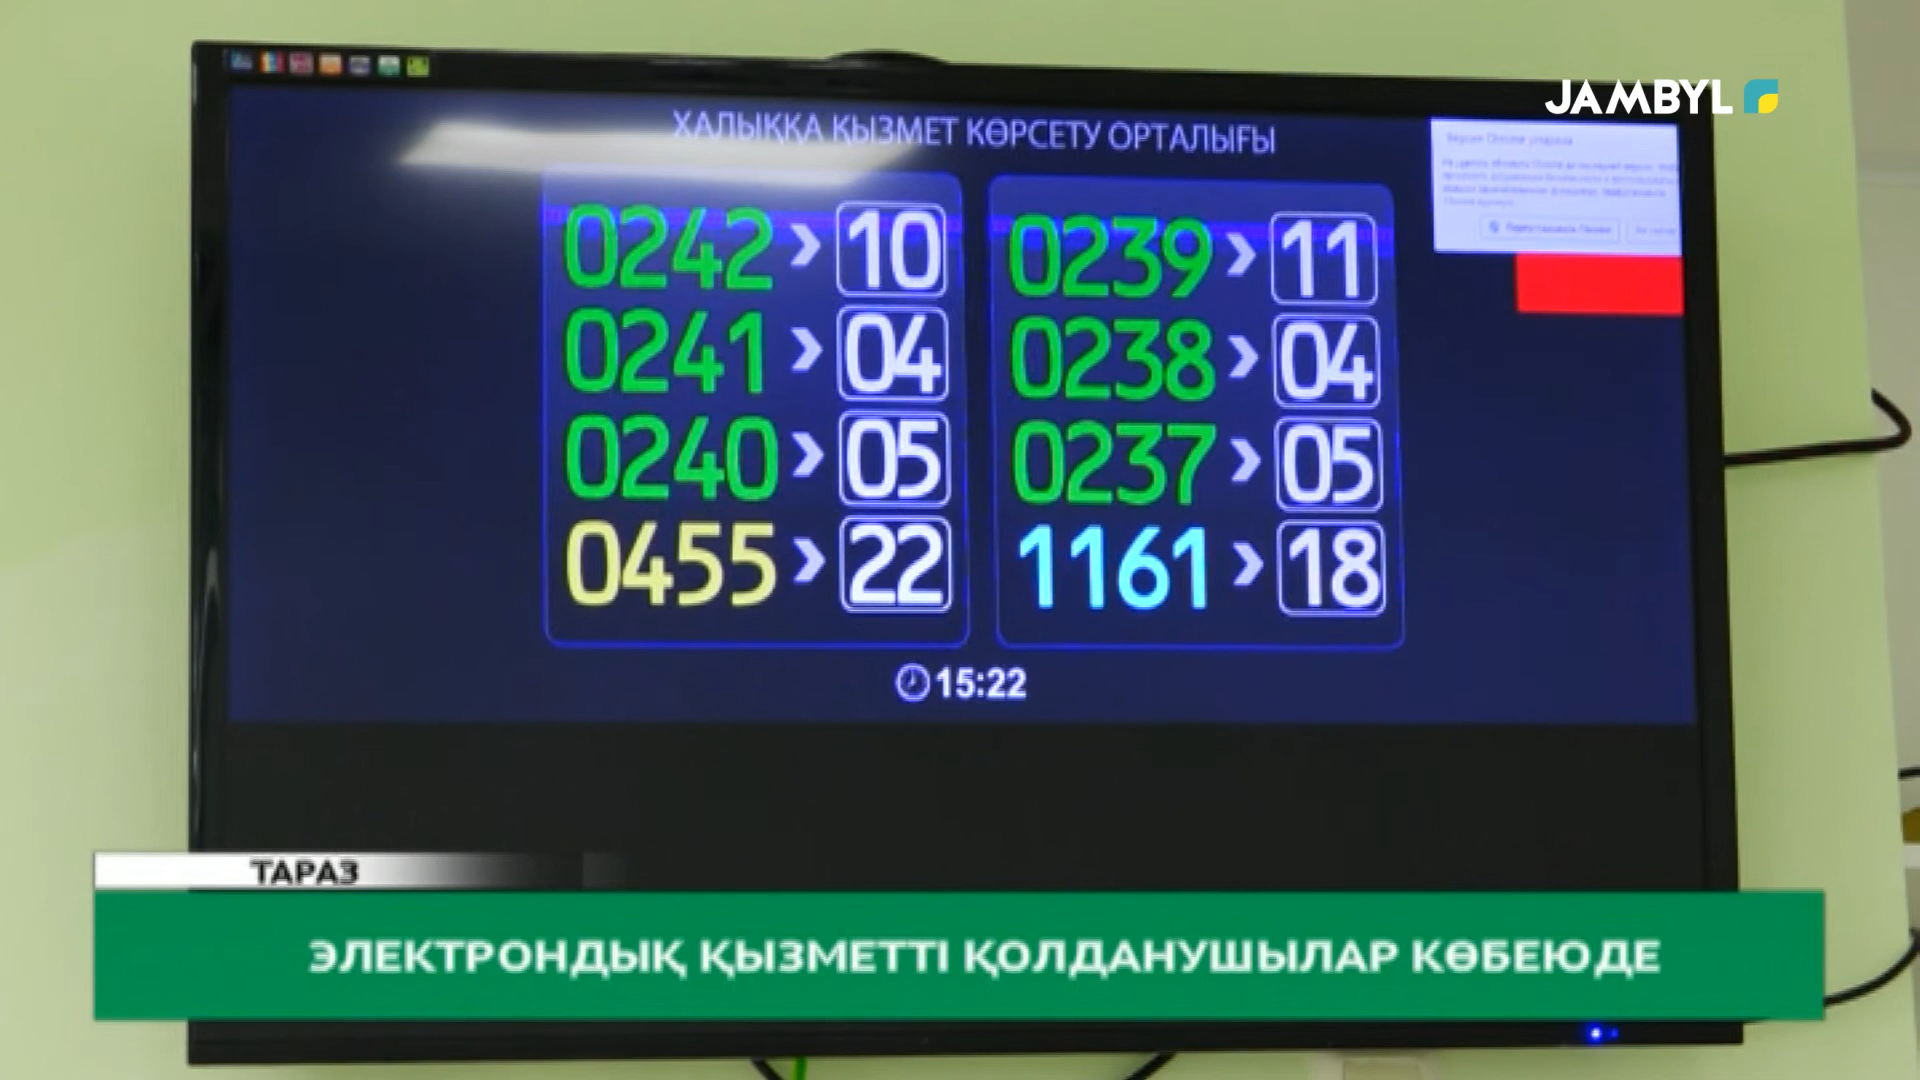 JAMBYL
ХАЛЫҚҚА ҚЫЗМЕТ КӨРСЕТУ ОРТАЛЫҒЫ
0242 > 10
0241 > 04
0240 > 05
0455 > 22
0239 > 11
0238 > 04
0237 > 05
1161 > 18
15:22
ТАРАЗ
ЭЛЕКТРОНДЫҚ ҚЫЗМЕТТІ ҚОЛДАНУШЫЛАР КӨБЕЮДЕ